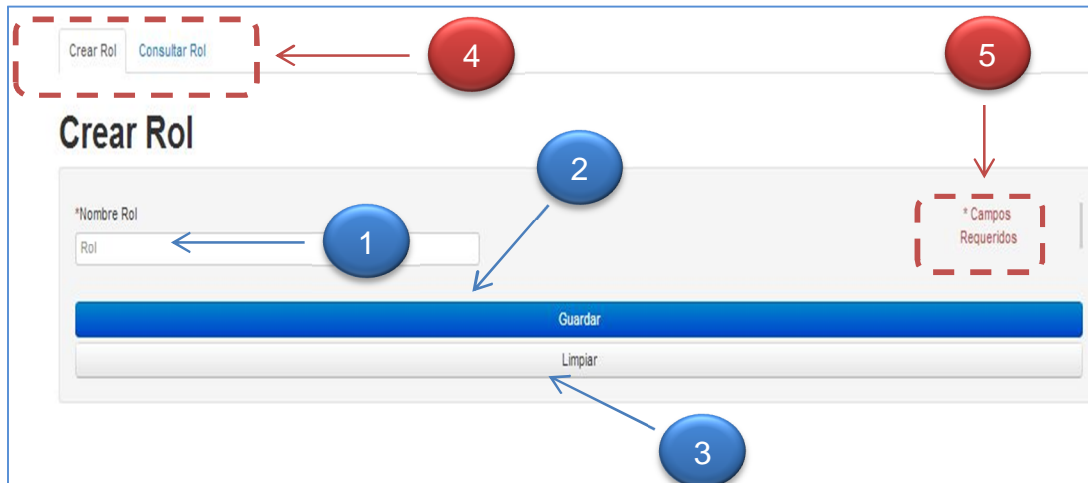 Crear Rol Consultar Rol
4
5
Crear Rol
2
*Nombre Rol
* Campos
Requeridos
Rol
1
Guardar
Limpiar
3